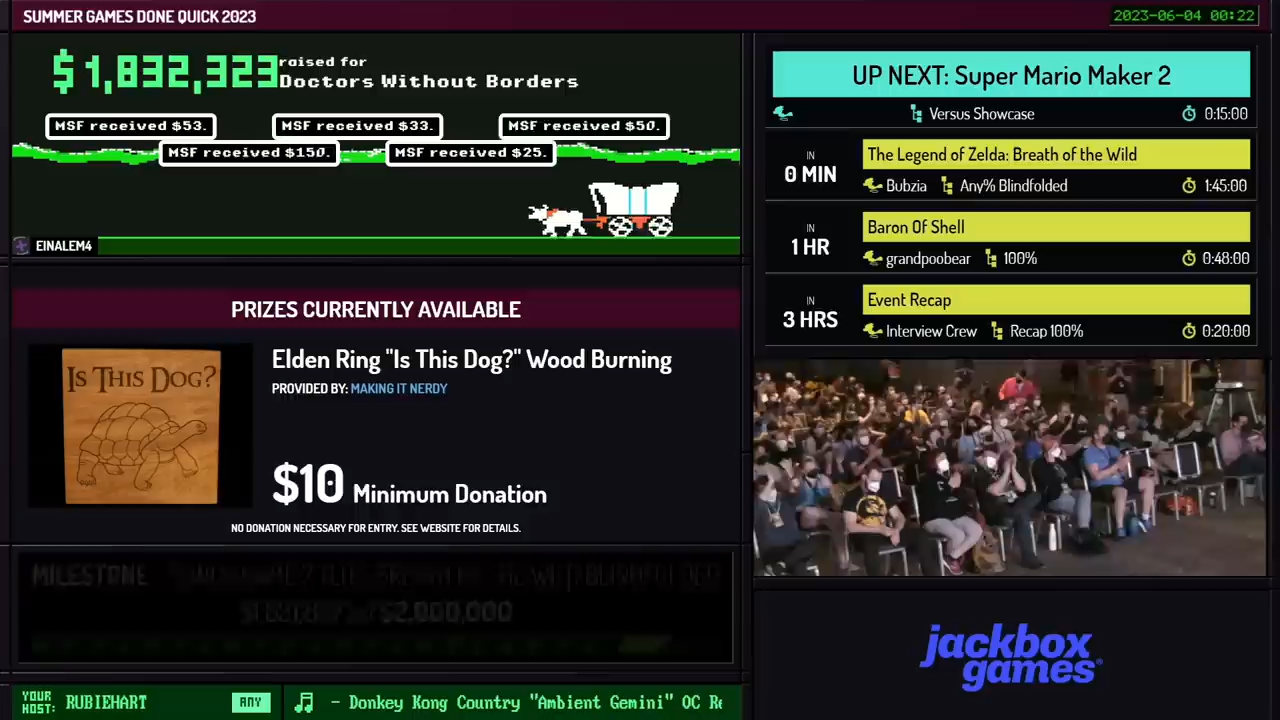 SUMMER GAMES DONE QUICK 2023
2023-06-04 00:22
$1,832,323 raised for
Doctors Without Borders
MSF received $53.
MSF received $33.
MSF received $50.
MSF received $150.
MSF received $25.
EINALEM4
PRIZES CURRENTLY AVAILABLE
IS THIS DOG?
Elden Ring "Is This Dog?" Wood Burning
PROVIDED BY: MAKING IT NERDY
$10 Minimum Donation
NO DONATION NECESSARY FOR ENTRY. SEE WEBSITE FOR DETAILS.
MILESTONE
$2,000,000
YOUR
HOST: RUBIEHART
ANY
- Donkey Kong Country "Ambient Gemini" OC Re
UP NEXT: Super Mario Maker 2
Versus Showcase 0:15:00
IN
0 MIN
The Legend of Zelda: Breath of the Wild
Bubzia Any% Blindfolded 1:45:00
IN
1 HR
Baron Of Shell
grandpoobear 100% 0:48:00
IN
3 HRS
Event Recap
Interview Crew Recap 100% 0:20:00
jackbox
games